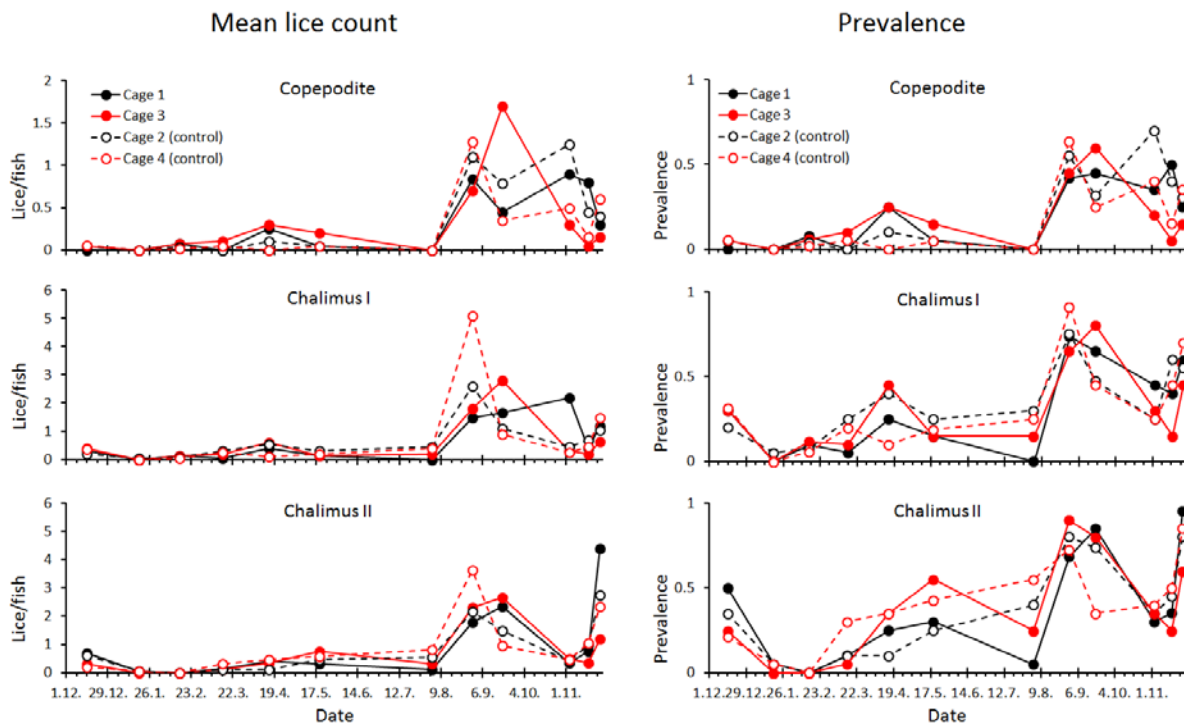 Mean lice count
Prevalence
Copepodite
2
1.5
1
0.5
0
Lice/fish
Cage 1
Cage 3
Cage 2 (control)
Cage 4 (control)
Copepodite
1
0.5
0
Prevalence
Cage 1
Cage 3
Cage 2 (control)
Cage 4 (control)
Chalimus I
6
5
4
3
2
1
0
Lice/fish
Chalimus I
1
0.5
0
Prevalence
Chalimus II
6
5
4
3
2
1
0
Lice/fish
1.12. 29.12. 26.1. 23.2. 22.3. 19.4. 17.5. 14.6. 12.7. 9.8. 6.9. 4.10. 1.11.
Date
Chalimus II
1
0.5
0
Prevalence
1.12.29.12.26.1. 23.2. 22.3. 19.4. 17.5. 14.6. 12.7. 9.8. 6.9. 4.10. 1.11.
Date